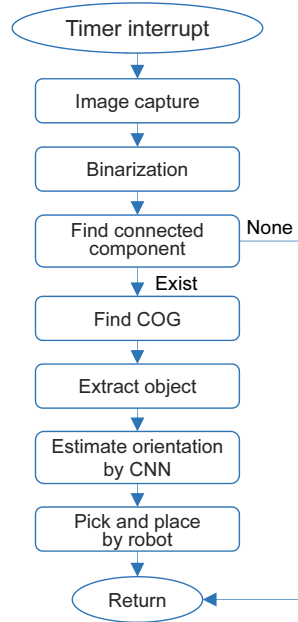 Timer interrupt
Image capture
Binarization
Find connected
component
None
Exist
Find COG
Extract object
Estimate orientation
by CNN
Pick and place
by robot
Return